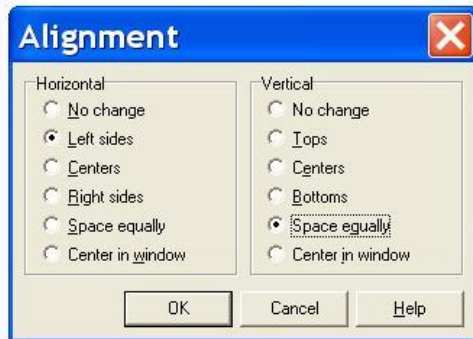 Alignment
Horizontal
No change
Left sides
Centers
Right sides
Space equally
Center in window
Vertical
No change
Tops
Centers
Bottoms
Space equally
Center in window
OK
Cancel
Help